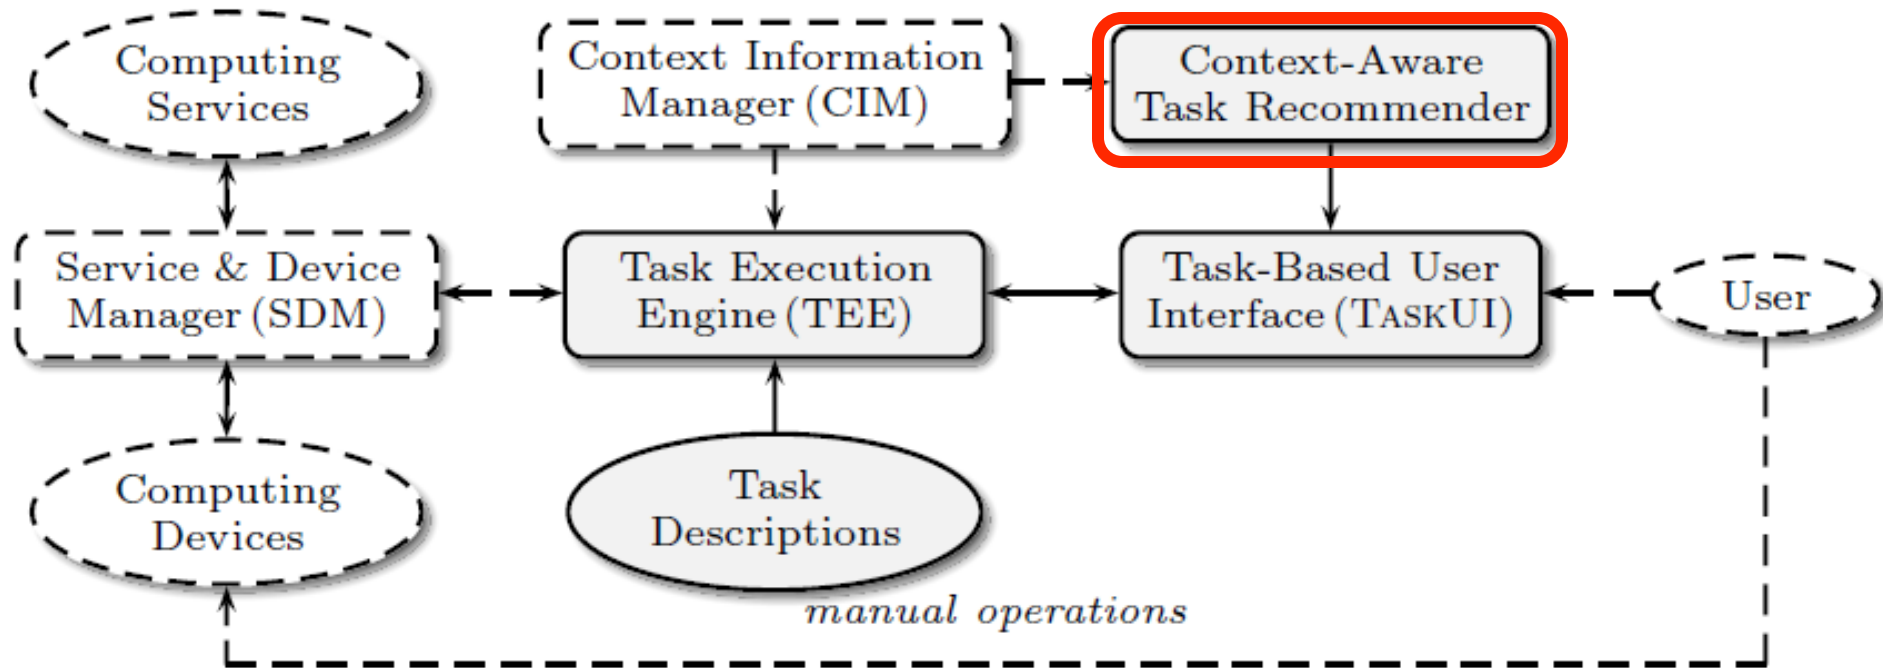 Computing
Services
Context Information
Manager (CIM)
Context-Aware
Task Recommender
Service & Device
Manager (SDM)
Task Execution
Engine (TEE)
Task-Based User
Interface (TASKUI)
User
Computing
Devices
Task
Descriptions
manual operations